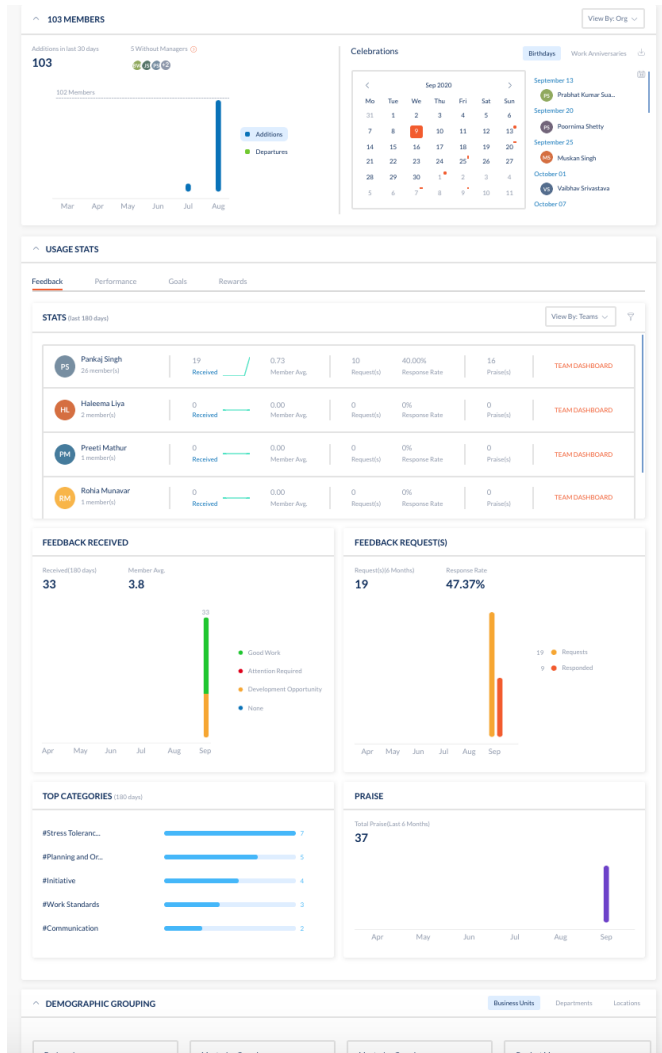 103 MEMBERS
View By: Org
Additions in last 30 days
5 Without Managers
103
+2
102 Members
Additions
Departures
Mar Apr May Jun Jul Aug
Celebrations
Birthdays
Work Anniversaries
Sep 2020
Mo Tue We Thu Fri Sat Sun
31 1 2 3 4 5 6
7 8 9 10 11 12 13
14 15 16 17 18 19 20
21 22 23 24 25 26 27
28 29 30 1 2 3 4
5 6 7 8 9 10 11
September 13
PS Prabhat Kumar Sua...
September 20
PS Poornima Shetty
September 25
MS Muskan Singh
October 01
VS Vaibhav Srivastava
October 07
USAGE STATS
Feedback Performance Goals Rewards
STATS (last 180 days)
View By: Teams
PS Pankaj Singh 19 0.73 10 40.00% 16 TEAM DASHBOARD
26 member(s) Received Member Avg. Request(s) Response Rate Praise(s)
HL Haleema Liya 0 0.00 0 0% 0 TEAM DASHBOARD
2 member(s) Received Member Avg. Request(s) Response Rate Praise(s)
PM Preeti Mathur 0 0.00 0 0% 0 TEAM DASHBOARD
1 member(s) Received Member Avg. Request(s) Response Rate Praise(s)
RM Rohia Munavar 0 0.00 0 0% 0 TEAM DASHBOARD
1 member(s) Received Member Avg. Request(s) Response Rate Praise(s)
FEEDBACK RECEIVED
Received(180 days) Member Avg.
33 3.8
33
Good Work
Attention Required
Development Opportunity
None
Apr May Jun Jul Aug Sep
FEEDBACK REQUEST(S)
Request(s)(6 Months) Response Rate
19 47.37%
19 Requests
9 Responded
Apr May Jun Jul Aug Sep
TOP CATEGORIES (180 days)
#Stress Toleranc... 7
#Planning and Or... 5
#Initiative 4
#Work Standards 3
#Communication 2
PRAISE
Total Praise(Last 6 Months)
37
Apr May Jun Jul Aug Sep
DEMOGRAPHIC GROUPING
Business Units Departments Locations